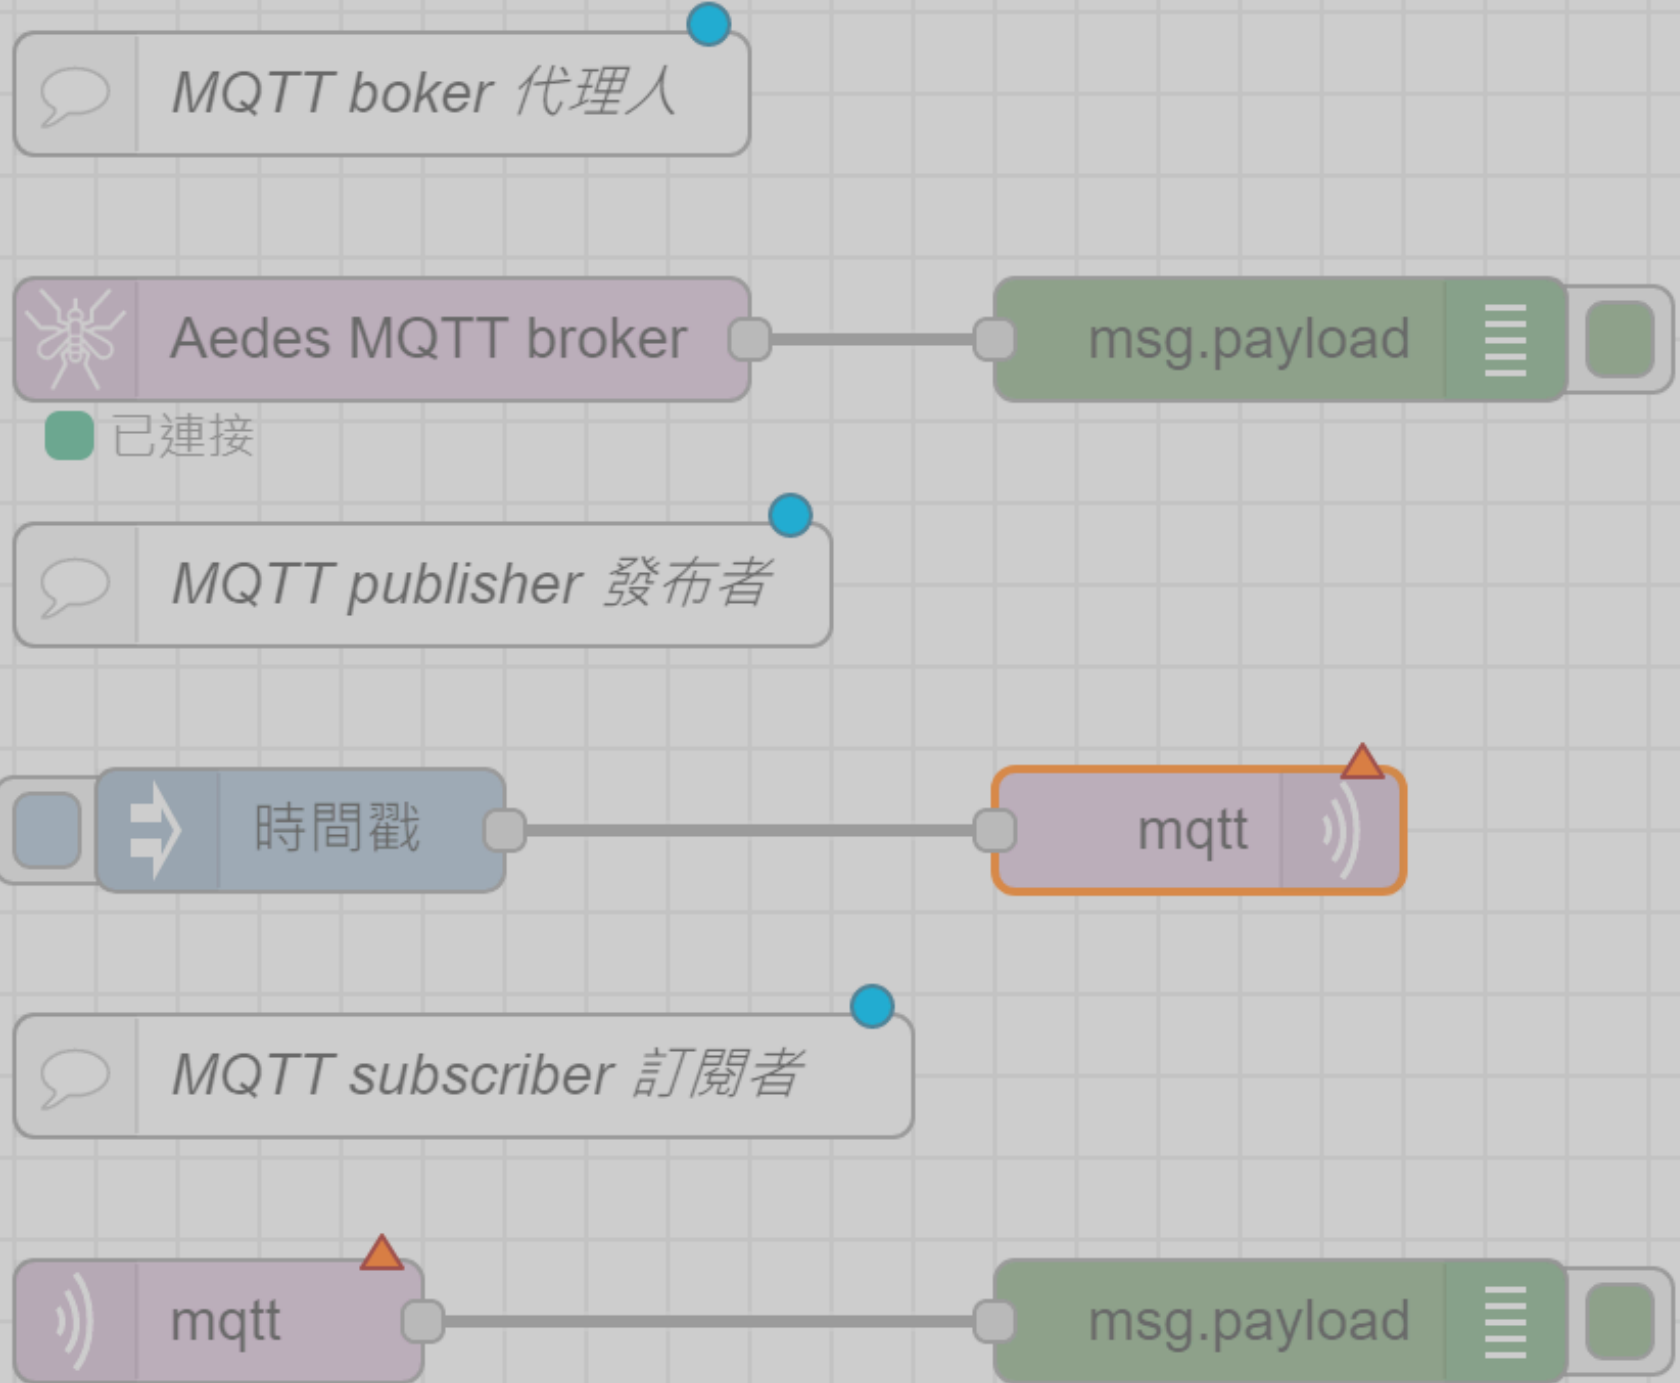 MQTT boker 代理人
Aedes MQTT broker
msg.payload
已連接
MQTT publisher 發布者
時間戳
mqtt
MQTT subscriber 訂閱者
mqtt
msg.payload